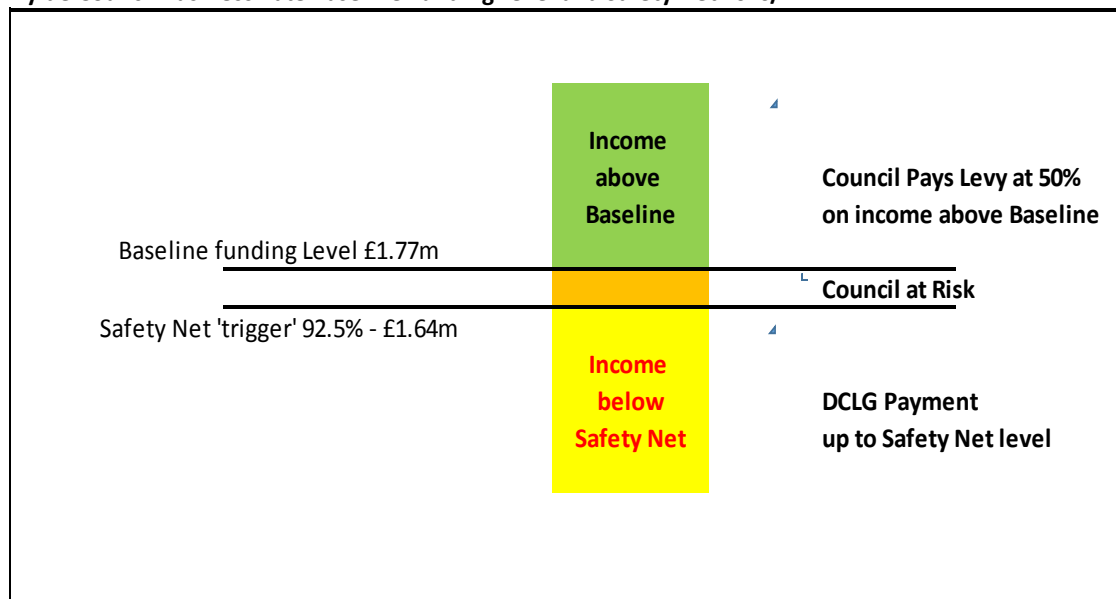 Income
above
Baseline
Council Pays Levy at 50%
on income above Baseline
Baseline funding Level £1.77m
Council at Risk
Safety Net 'trigger' 92.5% - £1.64m
Income
below
Safety Net
DCLG Payment
up to Safety Net level